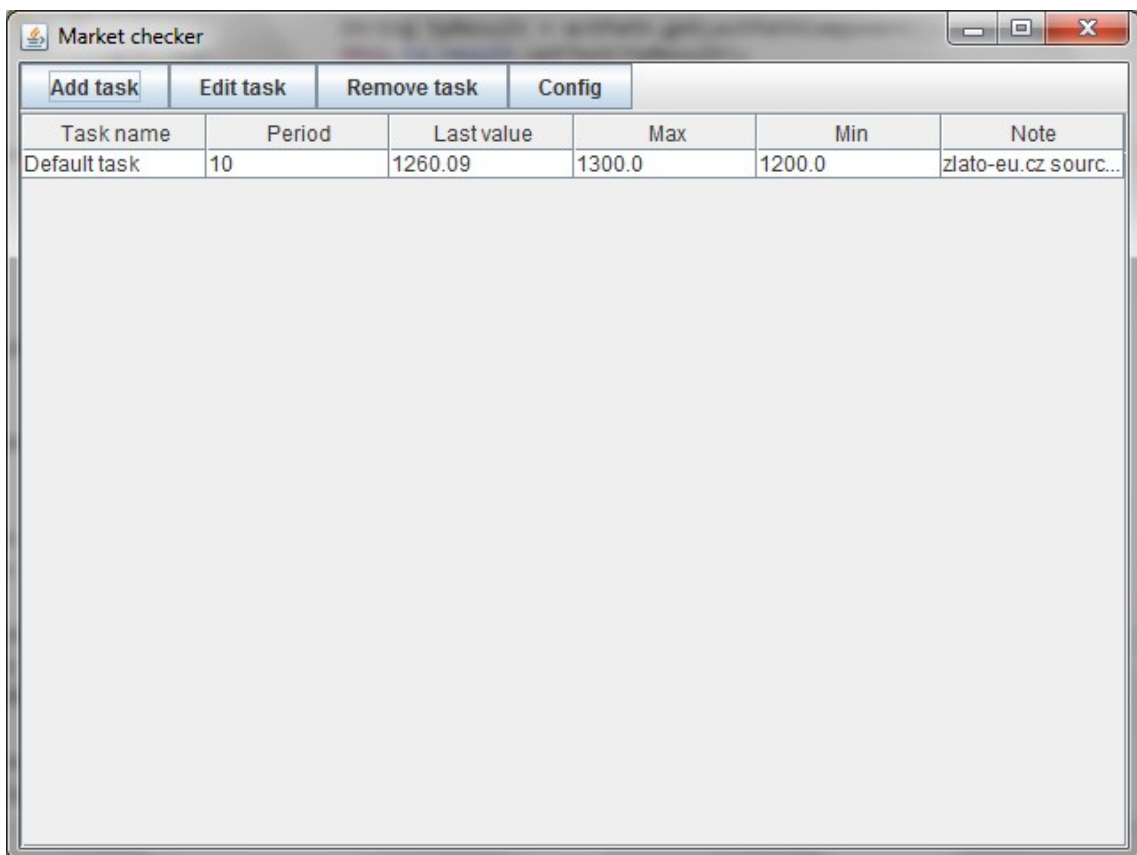 Market checker
Add task Edit task Remove task Config
Task name Period Last value Max Min Note
Default task 10 1260.09 1300.0 1200.0 zlato-eu.cz sourc...